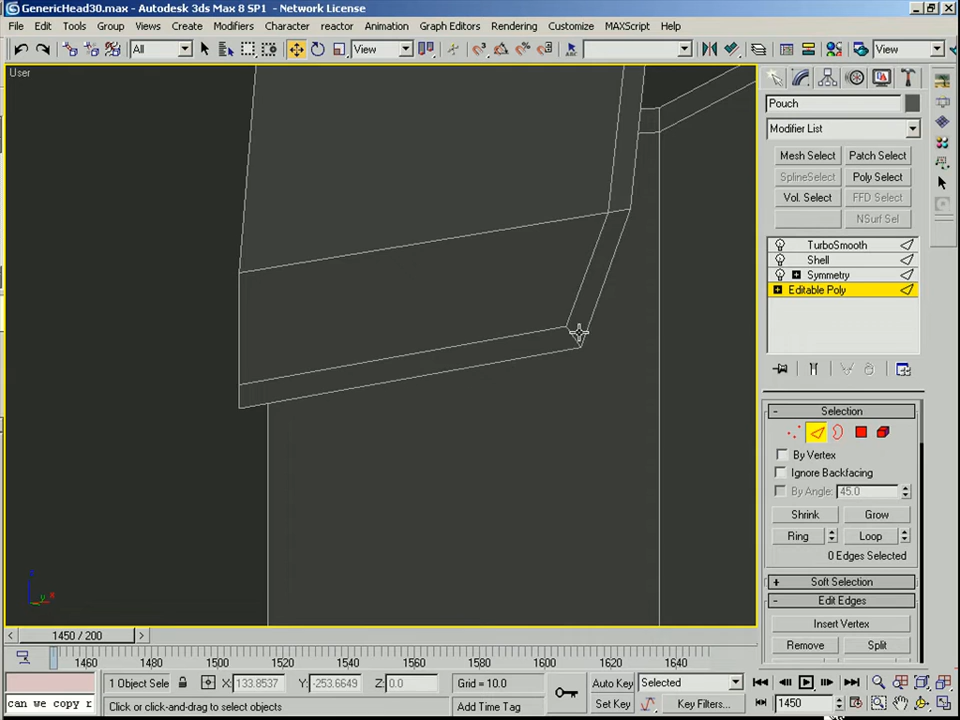 GenericHead30.max - Autodesk 3ds Max 8 SP1 - Network License
File Edit Tools Group Views Create Modifiers Character reactor Animation Graph Editors Rendering Customize MAXScript Help
All View View
User
Pouch
Modifier List
Mesh Select Patch Select
SplineSelect Poly Select
Vol. Select FFD Select
NSurf Sel
TurboSmooth
Shell
Symmetry
Editable Poly
Selection
By Vertex
Ignore Backfacing
By Angle: 45.0
Shrink Grow
Ring Loop
0 Edges Selected
Soft Selection
Edit Edges
Insert Vertex
Remove Split
1450 / 200
1460 1480 1500 1520 1540 1560 1580 1600 1620 1640
1 Object Sele X: 133.8537 Y: -253.6649 Z: 0.0 Grid = 10.0 Auto Key Selected
can we copy r Click or click-and-drag to select objects Add Time Tag Set Key Key Filters... 1450